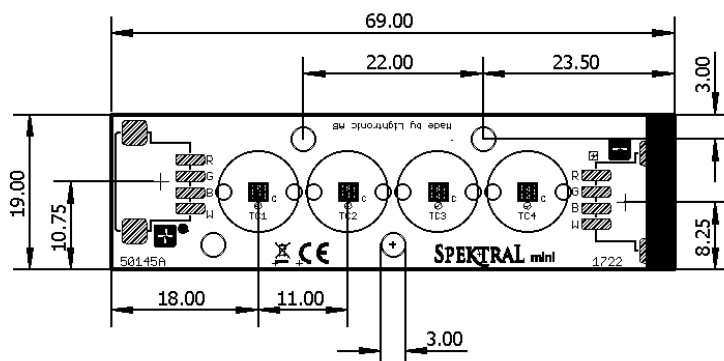 69.00
22.00
23.50
3.00
Made by Lightronic AB
19.00
10.75
R
G
B
W
C
C
C
C
TC1
TC2
TC3
TC4
R
G
B
W
8.25
50145A
CE
SPEKTRAL mini
1722
18.00
11.00
3.00